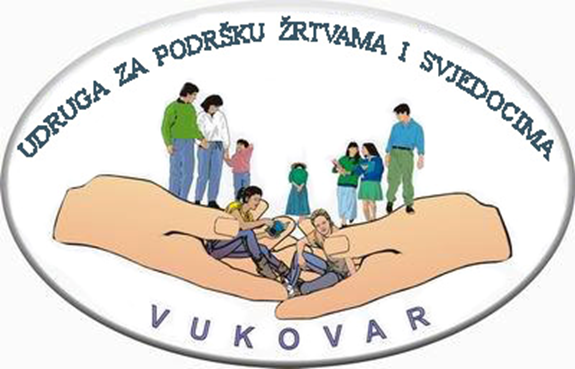 UDRUGA ZA PODRŠKU ŽRTVAMA I SVJEDOCIMA
VUKOVAR